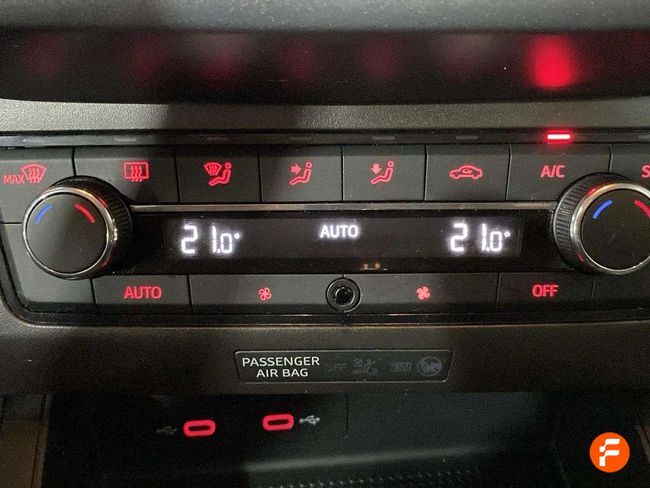 MAX
A/C
21.0°
AUTO
21.0°
AUTO
OFF
PASSENGER
AIR BAG
OFF
ON